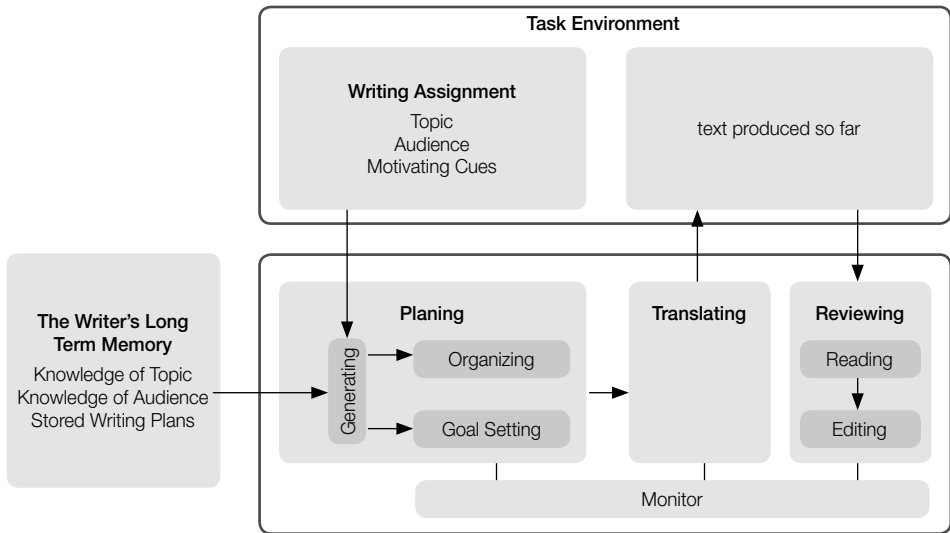 Task Environment
Writing Assignment
Topic
Audience
Motivating Cues
text produced so far
The Writer's Long
Term Memory
Knowledge of Topic
Knowledge of Audience
Stored Writing Plans
Planing
Generating
Organizing
Goal Setting
Translating
Reviewing
Reading
Editing
Monitor